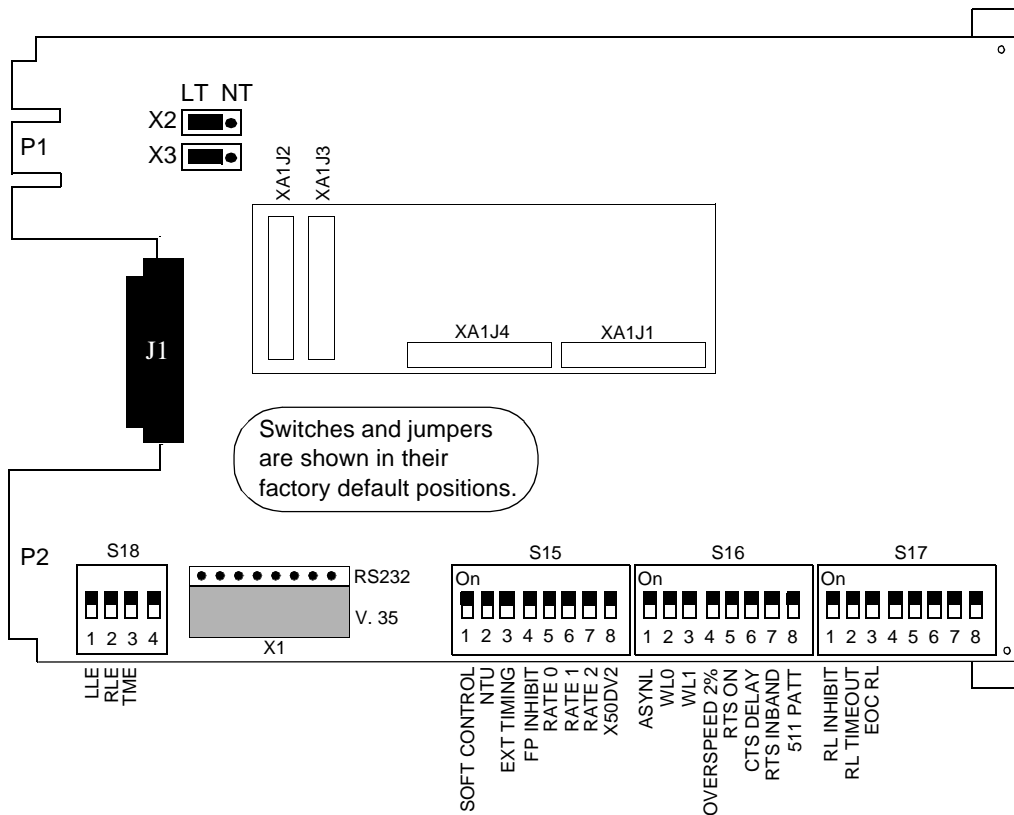 LT NT
X2
X3
P1
XA1J2
XA1J3
XA1J4
XA1J1
J1
Switches and jumpers
are shown in their
factory default positions.
P2
S18
1 2 3 4
LLE
RLE
TME
RS232
V. 35
X1
S15
On
1 2 3 4 5 6 7 8
SOFT CONTROL
NTU
EXT TIMING
FP INHIBIT
RATE 0
RATE 1
RATE 2
X50DV2
S16
On
1 2 3 4 5 6 7 8
ASYNL
WL0
WL1
OVERSPEED 2%
RTS ON
CTS DELAY
RTS INBAND
511 PATT
S17
On
1 2 3 4 5 6 7 8
RL INHIBIT
RL TIMEOUT
EOC RL